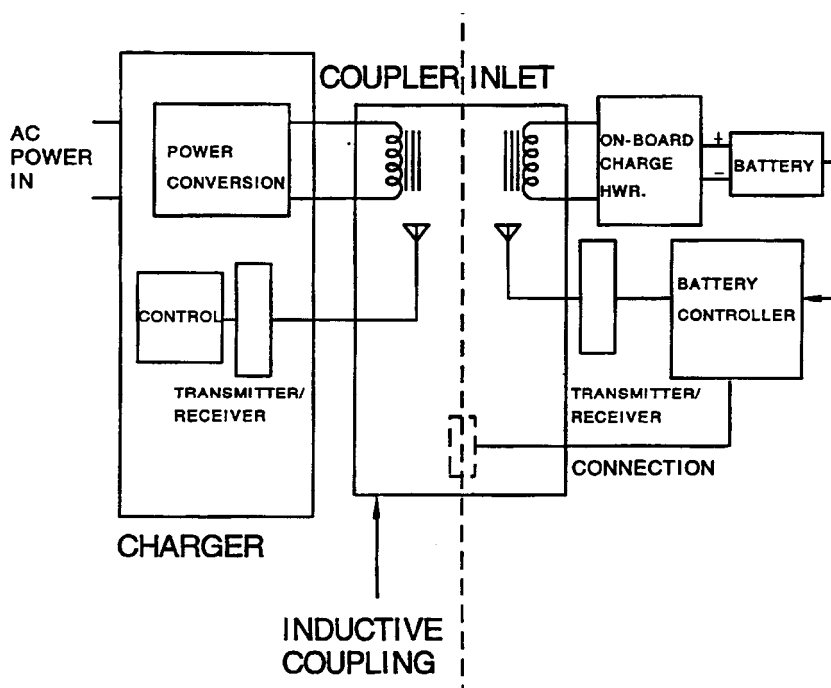 COUPLER INLET
AC
POWER
IN
POWER
CONVERSION
ON-BOARD
CHARGE
HWR.
+
−
BATTERY
CONTROL
BATTERY
CONTROLLER
TRANSMITTER/
RECEIVER
TRANSMITTER/
RECEIVER
CONNECTION
CHARGER
INDUCTIVE
COUPLING